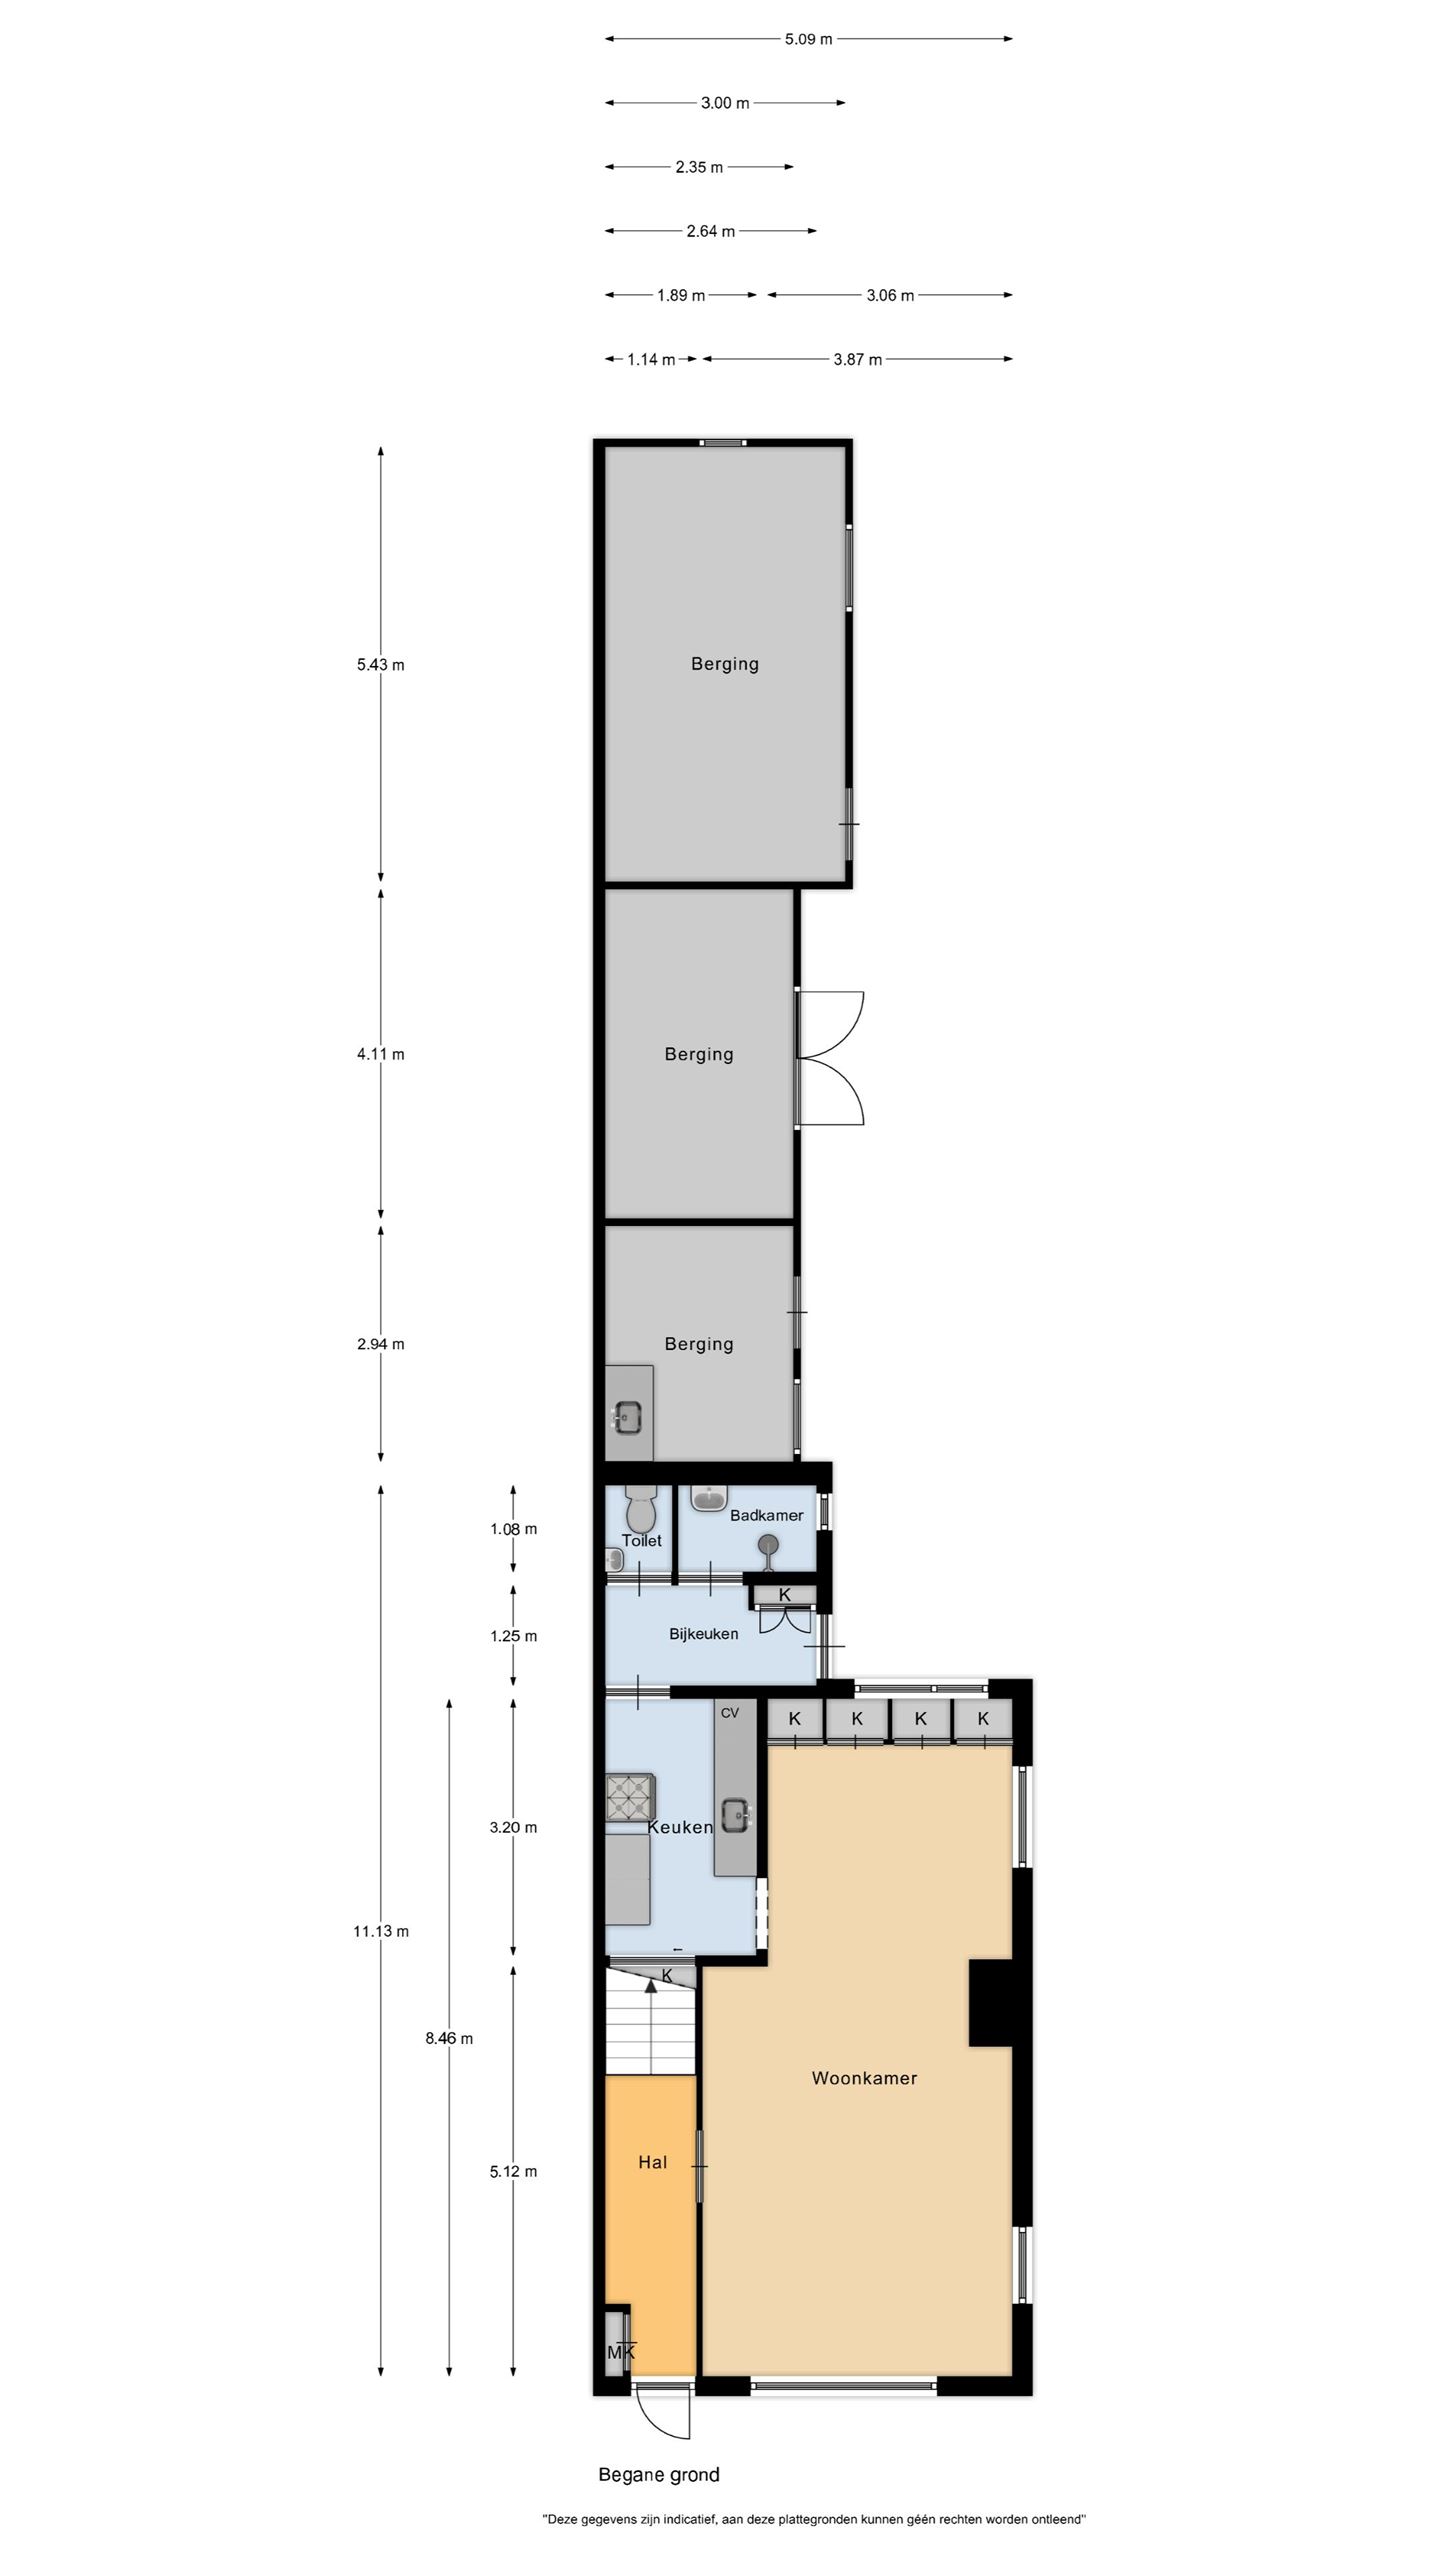 5.09 m
3.00 m
2.35 m
2.64 m
1.89 m
3.06 m
1.14 m
3.87 m
5.43 m
Berging
4.11 m
Berging
2.94 m
Berging
1.08 m
Badkamer
Toilet
K
1.25 m
Bijkeuken
CV
K
K
K
K
3.20 m
Keuken
11.13 m
K
8.46 m
Woonkamer
Hal
5.12 m
MK
Begane grond
"Deze gegevens zijn indicatief, aan deze plattegronden kunnen géén rechten worden ontleend"